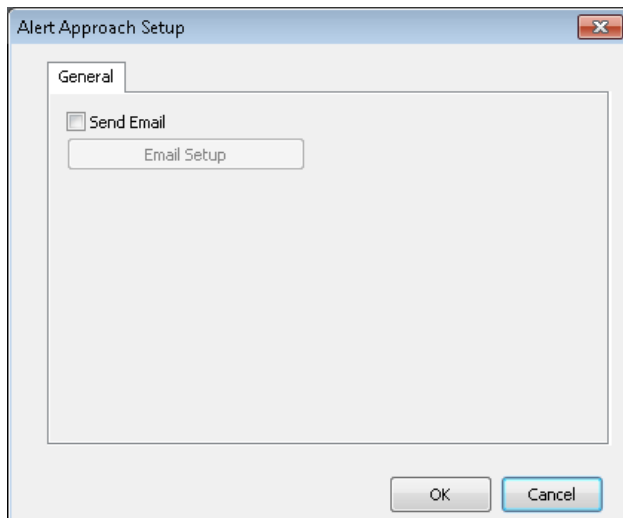 Alert Approach Setup
General
Send Email
Email Setup
OK
Cancel